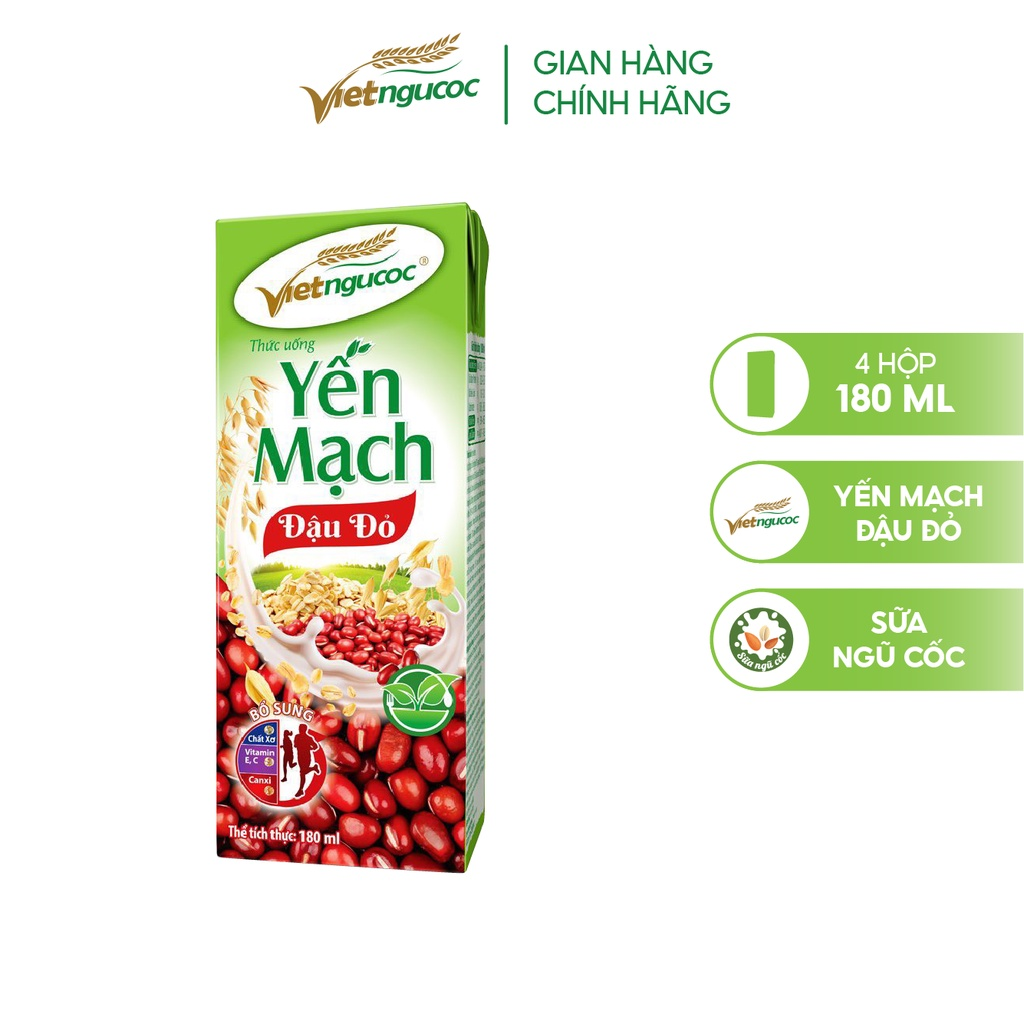 Vietngucoc
GIAN HÀNG
CHÍNH HÃNG
Vietngucoc®
Thức uống
Yến
Mạch
Đậu Đỏ
BỔ SUNG
Chất Xơ
Vitamin
E, C
Canxi
Thể tích thực: 180 ml
4 HỘP
180 ML
Vietngucoc
YẾN MẠCH
ĐẬU ĐỎ
Sữa ngũ cốc
SỮA
NGŨ CỐC